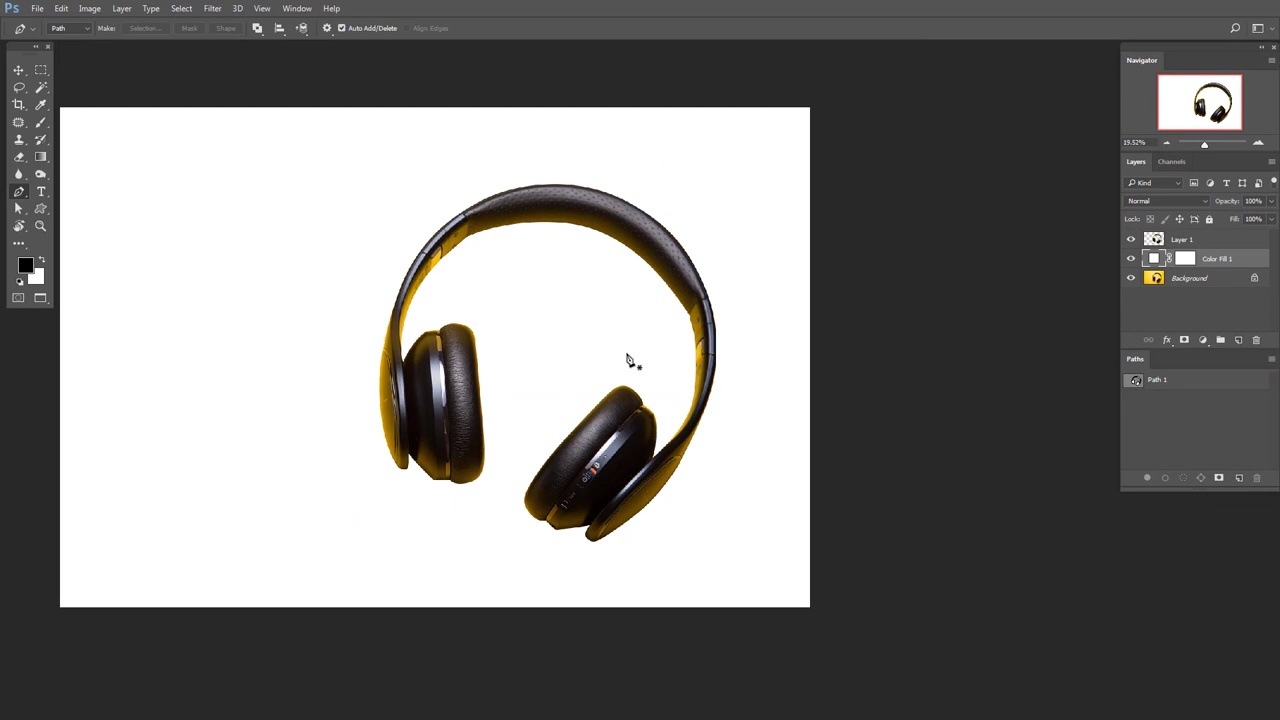 Ps File Edit Image Layer Type Select Filter 3D View Window Help
Path Make: Selection... Mask Shape Auto Add/Delete Align Edges
Navigator
19.52%
Layers Channels
Kind
Normal Opacity: 100%
Lock: Fill: 100%
Layer 1
Color Fill 1
Background
Paths
Path 1